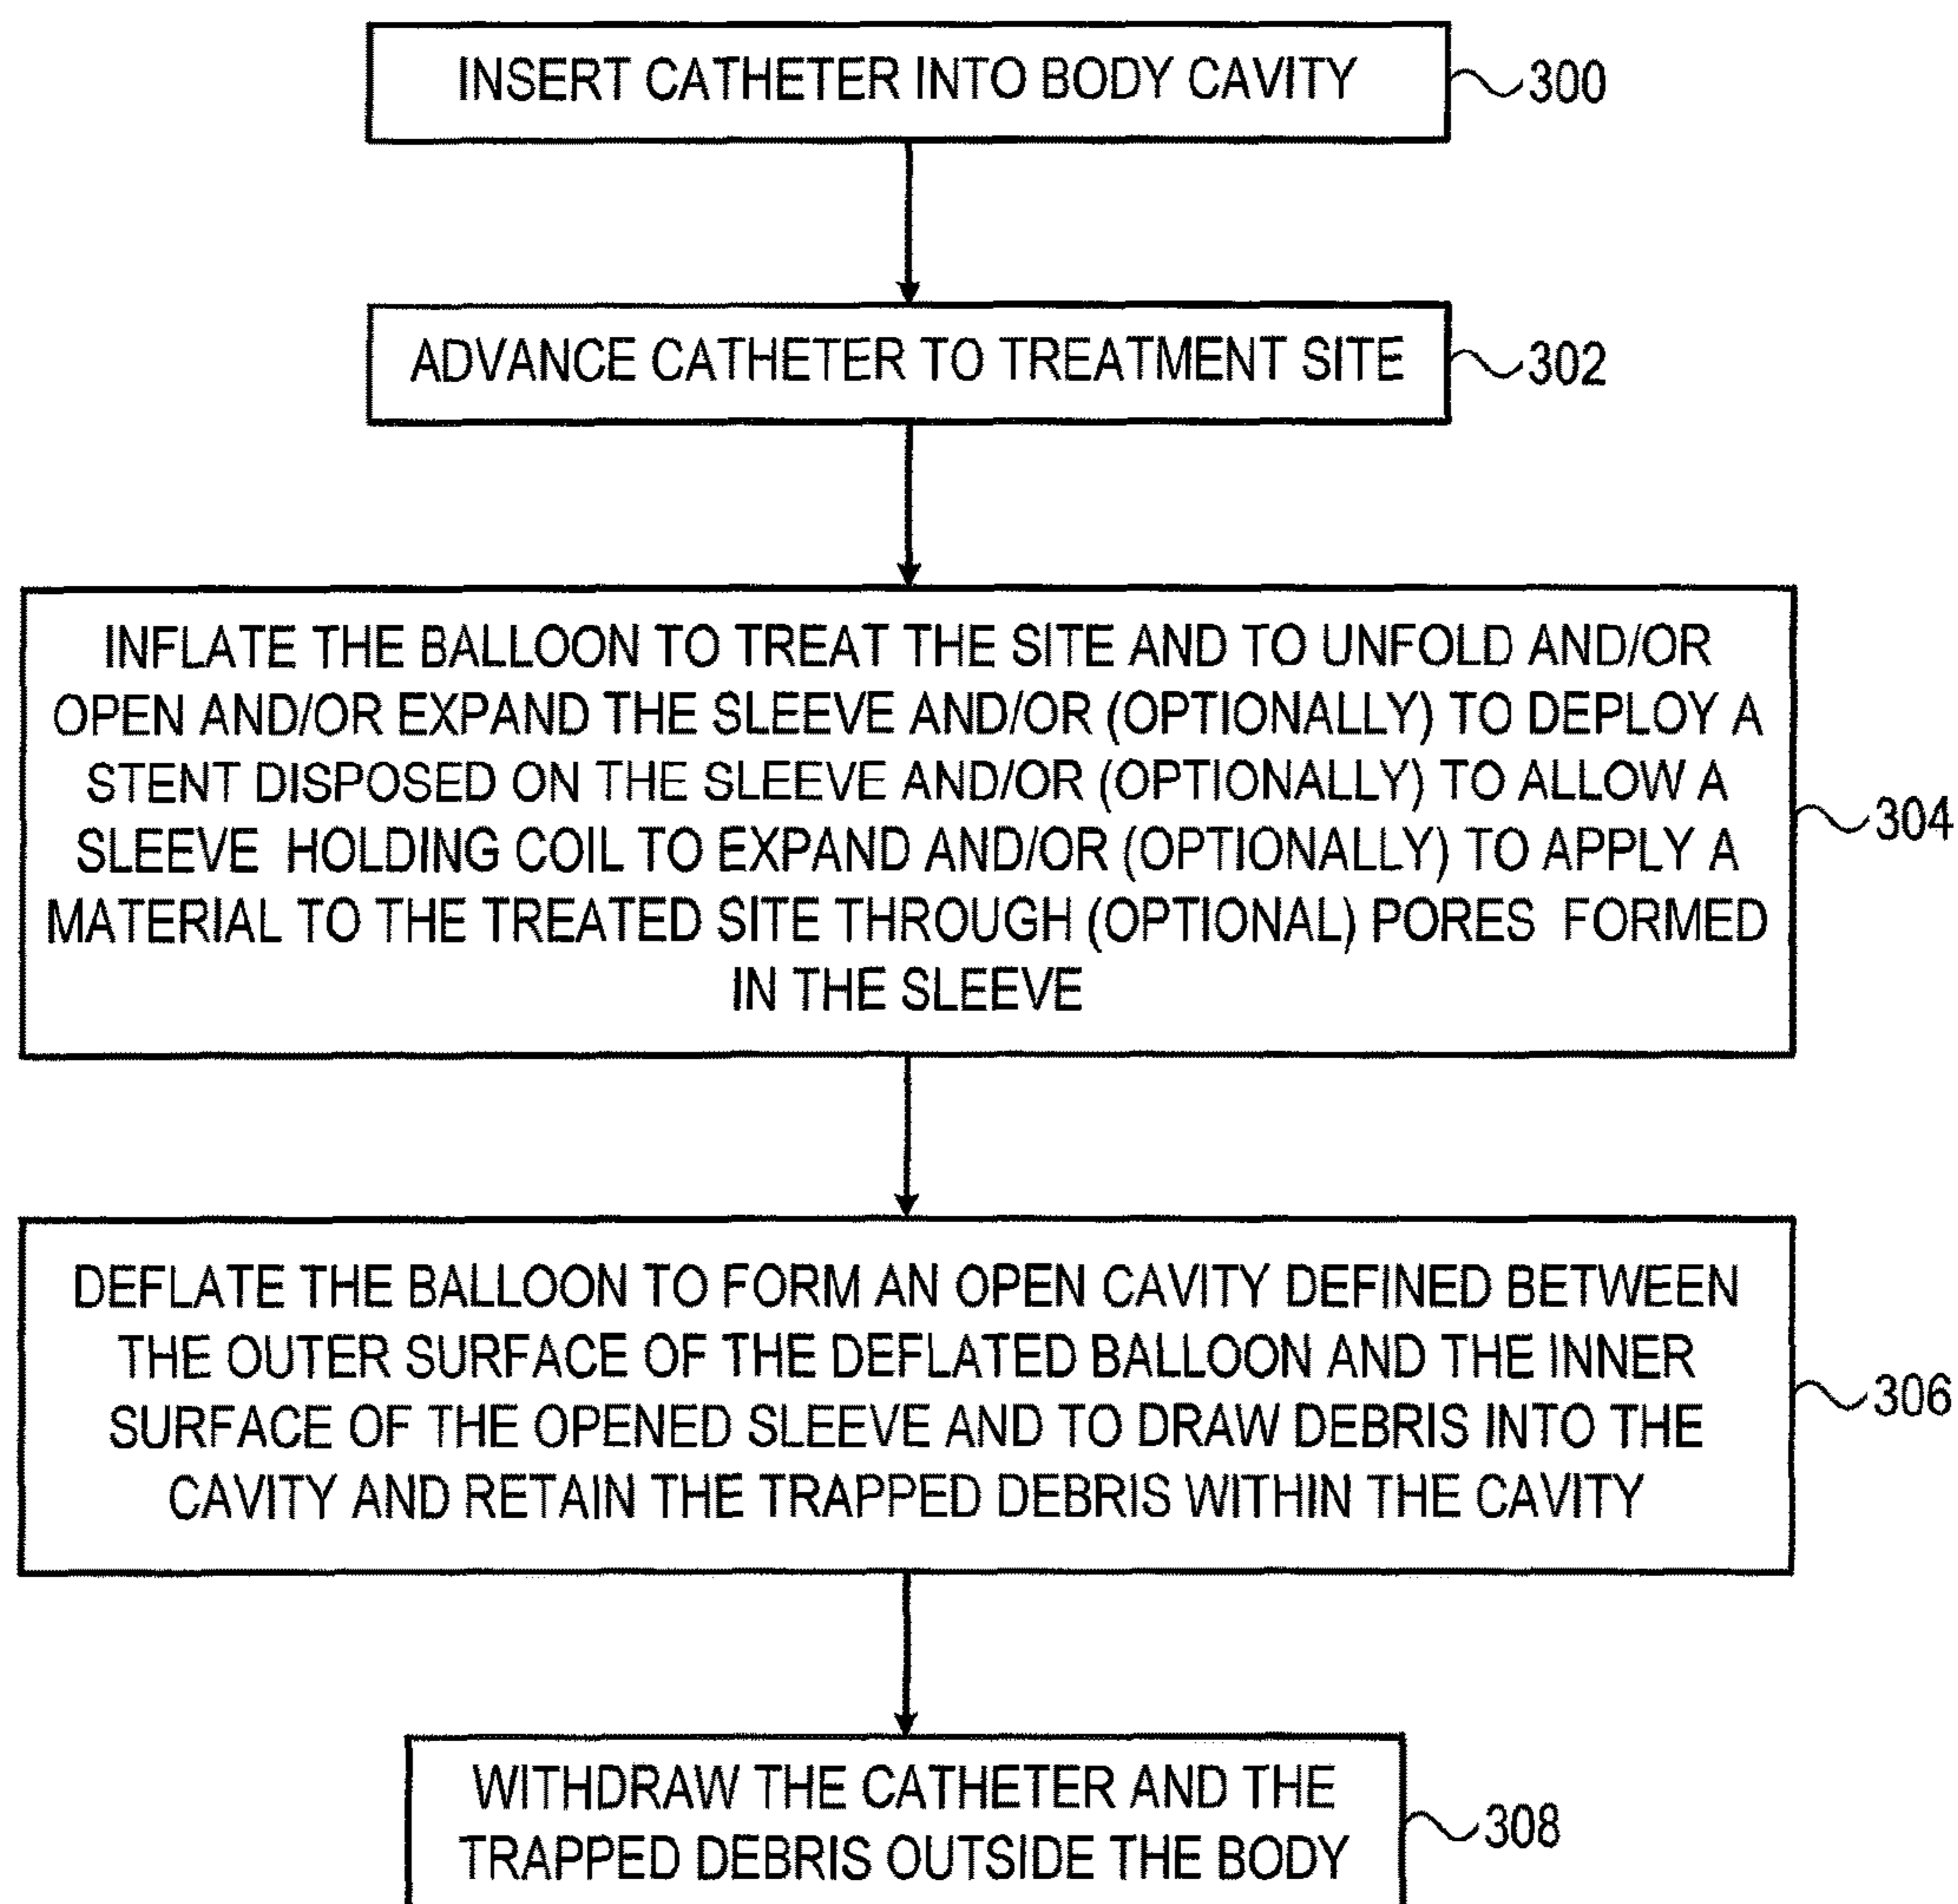 INSERT CATHETER INTO BODY CAVITY
300
ADVANCE CATHETER TO TREATMENT SITE
302
INFLATE THE BALLOON TO TREAT THE SITE AND TO UNFOLD AND/OR
OPEN AND/OR EXPAND THE SLEEVE AND/OR (OPTIONALLY) TO DEPLOY A
STENT DISPOSED ON THE SLEEVE AND/OR (OPTIONALLY) TO ALLOW A
SLEEVE HOLDING COIL TO EXPAND AND/OR (OPTIONALLY) TO APPLY A
MATERIAL TO THE TREATED SITE THROUGH (OPTIONAL) PORES FORMED
IN THE SLEEVE
304
DEFLATE THE BALLOON TO FORM AN OPEN CAVITY DEFINED BETWEEN
THE OUTER SURFACE OF THE DEFLATED BALLOON AND THE INNER
SURFACE OF THE OPENED SLEEVE AND TO DRAW DEBRIS INTO THE
CAVITY AND RETAIN THE TRAPPED DEBRIS WITHIN THE CAVITY
306
WITHDRAW THE CATHETER AND THE
TRAPPED DEBRIS OUTSIDE THE BODY
308